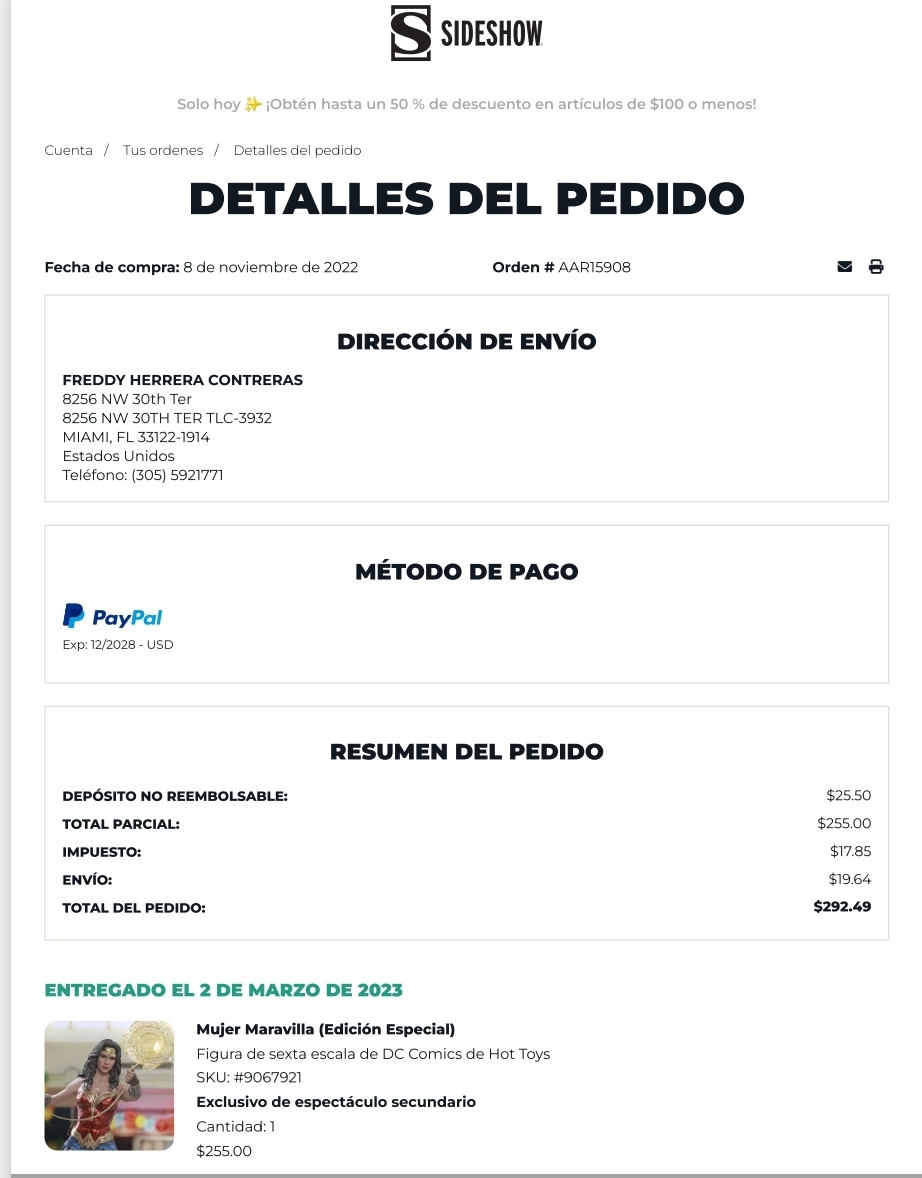 SIDESHOW
Solo hoy ✨ ¡Obtén hasta un 50 % de descuento en artículos de $100 o menos!
Cuenta / Tus ordenes / Detalles del pedido
DETALLES DEL PEDIDO
Fecha de compra: 8 de noviembre de 2022 Orden # AAR15908
DIRECCIÓN DE ENVÍO
FREDDY HERRERA CONTRERAS
8256 NW 30th Ter
8256 NW 30TH TER TLC-3932
MIAMI, FL 33122-1914
Estados Unidos
Teléfono: (305) 5921771
MÉTODO DE PAGO
PayPal
Exp: 12/2028 - USD
RESUMEN DEL PEDIDO
DEPÓSITO NO REEMBOLSABLE: $25.50
TOTAL PARCIAL: $255.00
IMPUESTO: $17.85
ENVÍO: $19.64
TOTAL DEL PEDIDO: $292.49
ENTREGADO EL 2 DE MARZO DE 2023
Mujer Maravilla (Edición Especial)
Figura de sexta escala de DC Comics de Hot Toys
SKU: #9067921
Exclusivo de espectáculo secundario
Cantidad: 1
$255.00